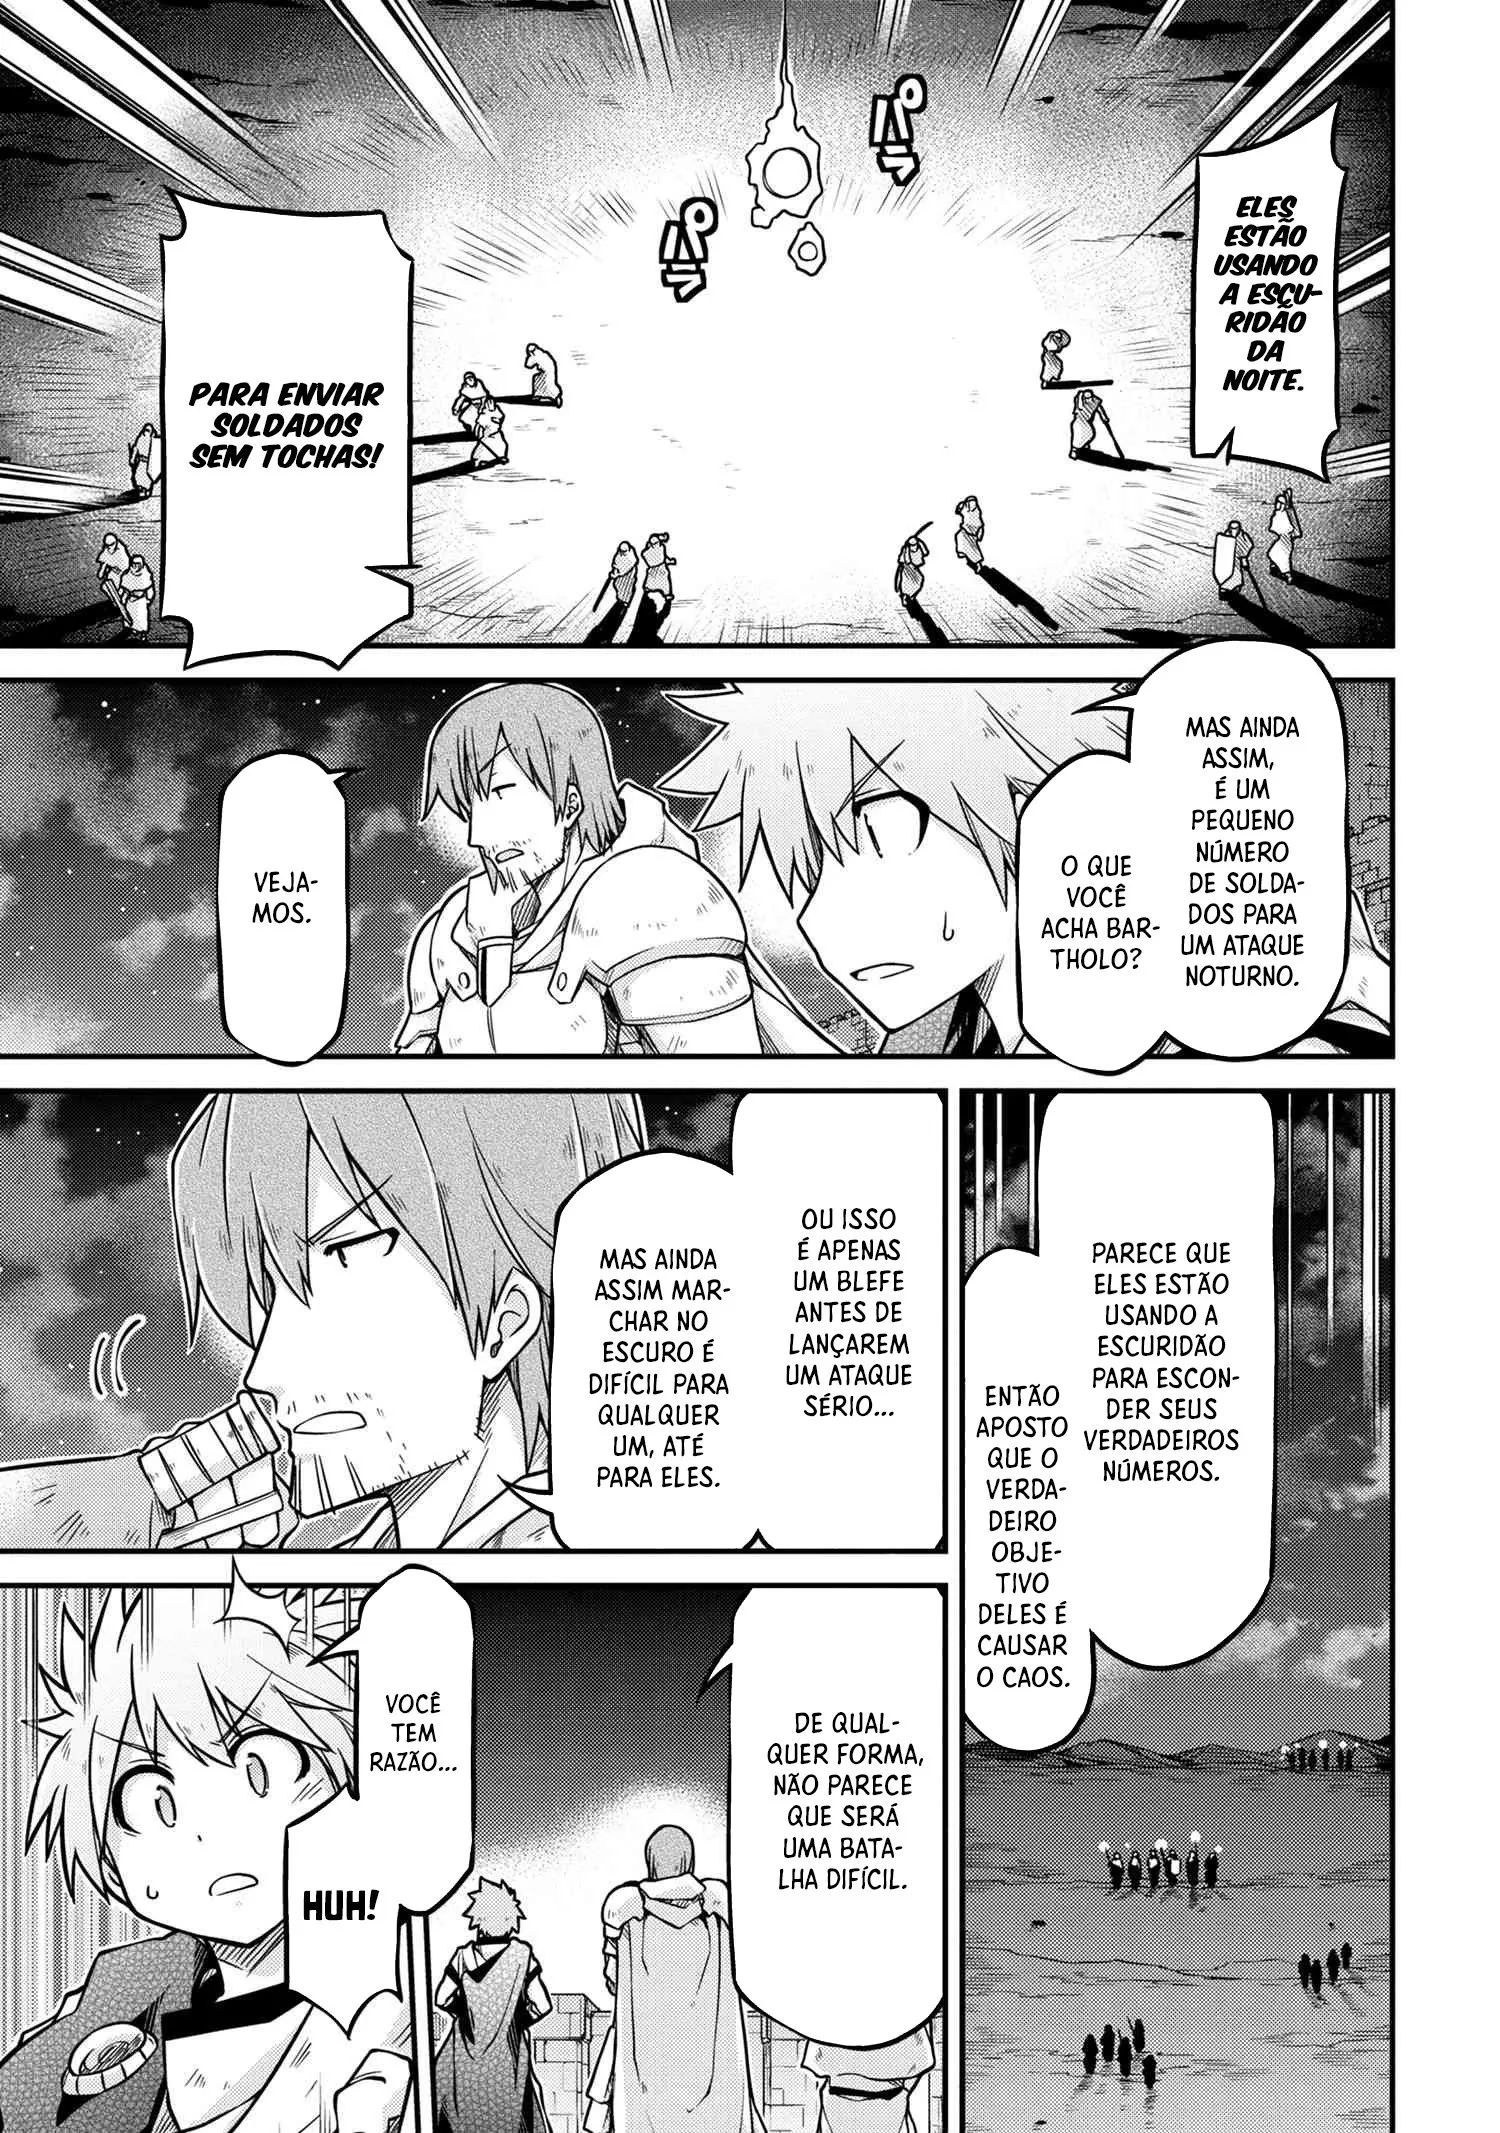 ELES
ESTÃO
USANDO
A ESCU-
RIDÃO
DA
NOITE.
パラ
パラ
PARA ENVIAR
SOLDADOS
SEM TOCHAS!
MAS AINDA
ASSIM,
É UM
PEQUENO
NÚMERO
DE SOLDA-
DOS PARA
UM ATAQUE
NOTURNO.
O QUE
VOCÊ
ACHA BAR-
THOLO?
VEJA-
MOS.
PARECE QUE
ELES ESTÃO
USANDO A
ESCURIDÃO
PARA ESCON-
DER SEUS
VERDADEIROS
NÚMEROS.
ENTÃO
APOSTO
QUE O
VERDA-
DEIRO
OBJE-
TIVO
DELES É
CAUSAR
O CAOS.
OU ISSO
É APENAS
UM BLEFE
ANTES DE
LANÇAREM
UM ATAQUE
SÉRIO...
MAS AINDA
ASSIM MAR-
CHAR NO
ESCURO É
DIFÍCIL PARA
QUALQUER
UM, ATÉ
PARA ELES.
DE QUAL-
QUER FORMA,
NÃO PARECE
QUE SERÁ
UMA BATA-
LHA DIFÍCIL.
VOCÊ
TEM
RAZÃO...
HUH!